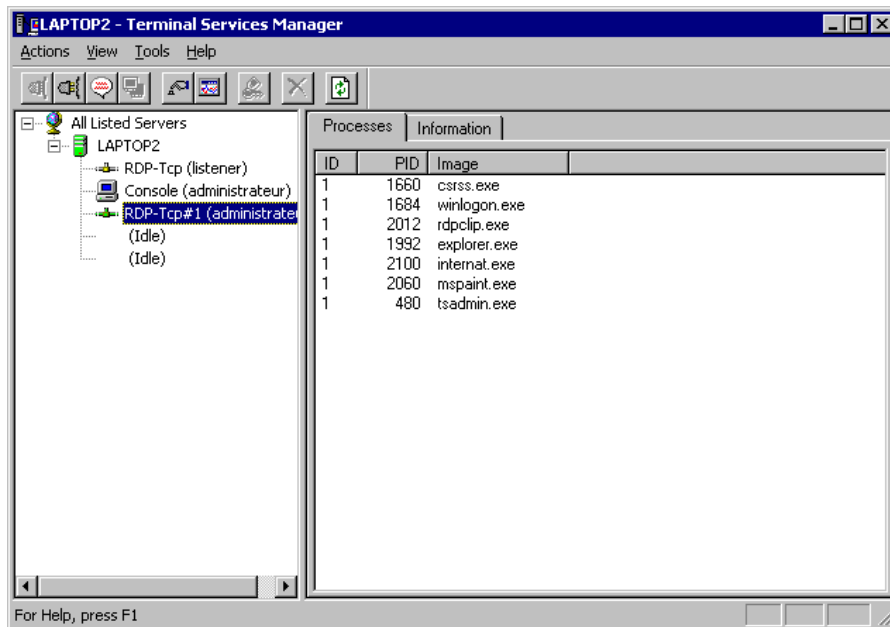 LAPTOP2 - Terminal Services Manager
Actions View Tools Help
All Listed Servers
LAPTOP2
RDP-Tcp (listener)
Console (administrateur)
RDP-Tcp#1 (administrateu
(Idle)
(Idle)
Processes Information
ID PID Image
1 1660 csrss.exe
1 1684 winlogon.exe
1 2012 rdpclip.exe
1 1992 explorer.exe
1 2100 internat.exe
1 2060 mspaint.exe
1 480 tsadmin.exe
For Help, press F1